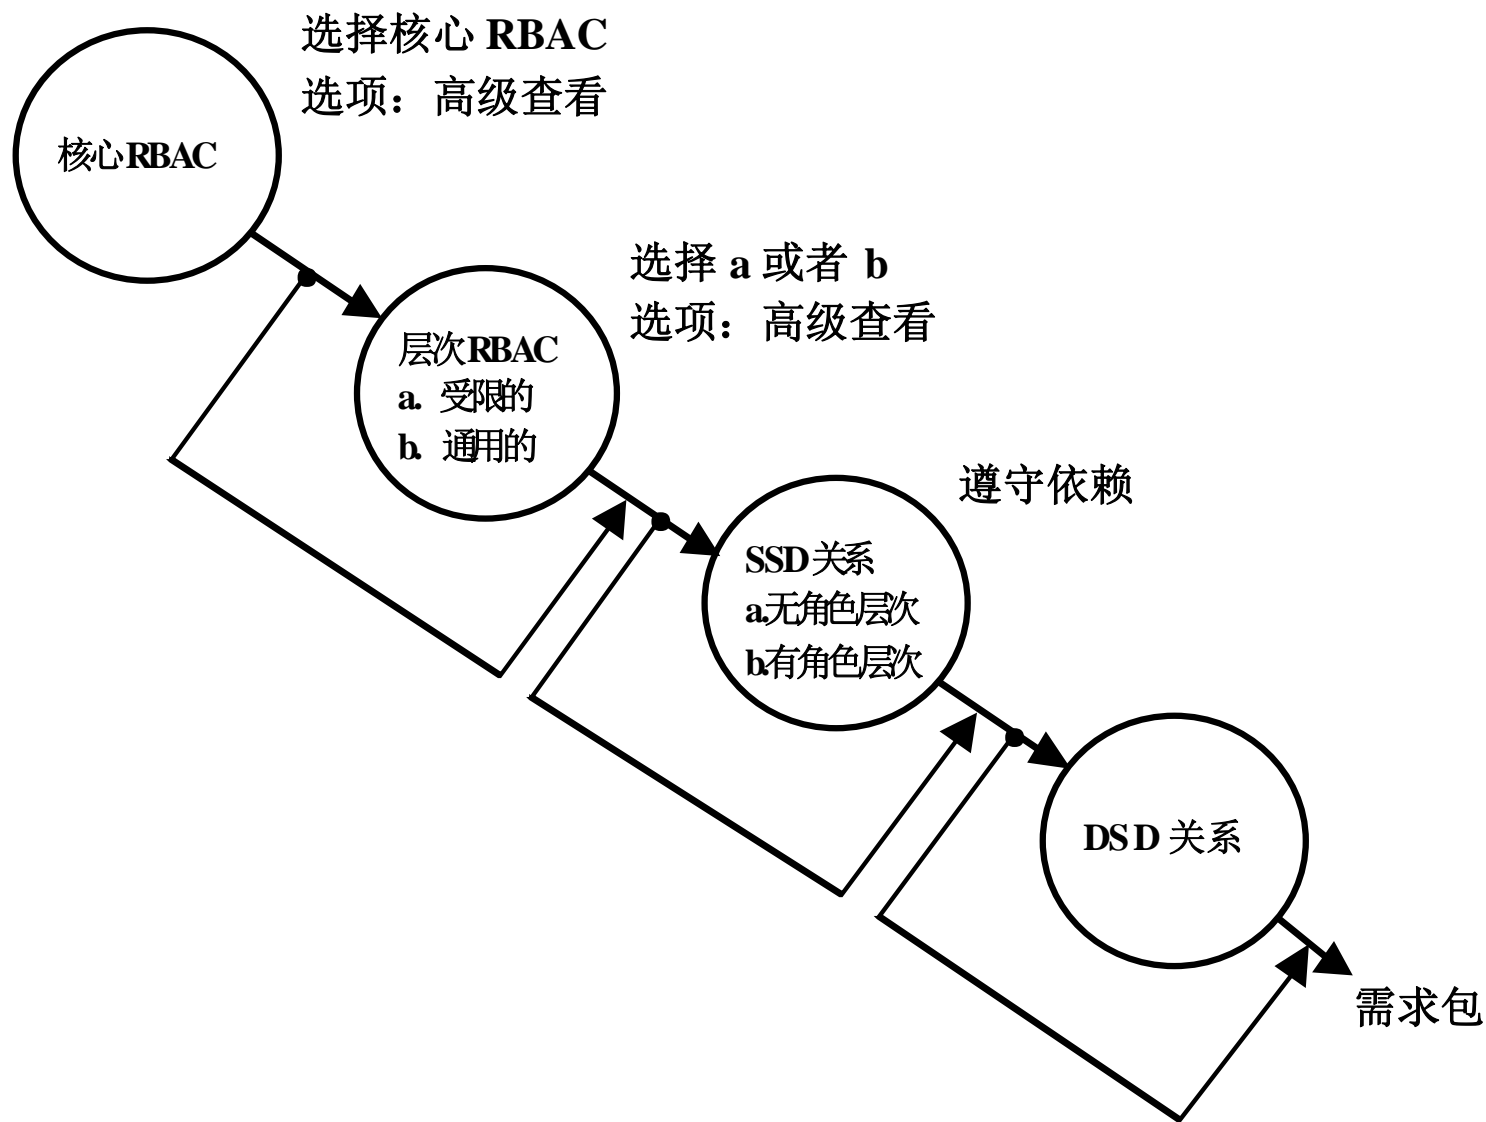 选择核心 RBAC
选项：高级查看
核心RBAC
选择 a 或者 b
选项：高级查看
层次RBAC
a. 受限的
b. 通用的
遵守依赖
SSD关系
a.无角色层次
b.有角色层次
DSD关系
需求包